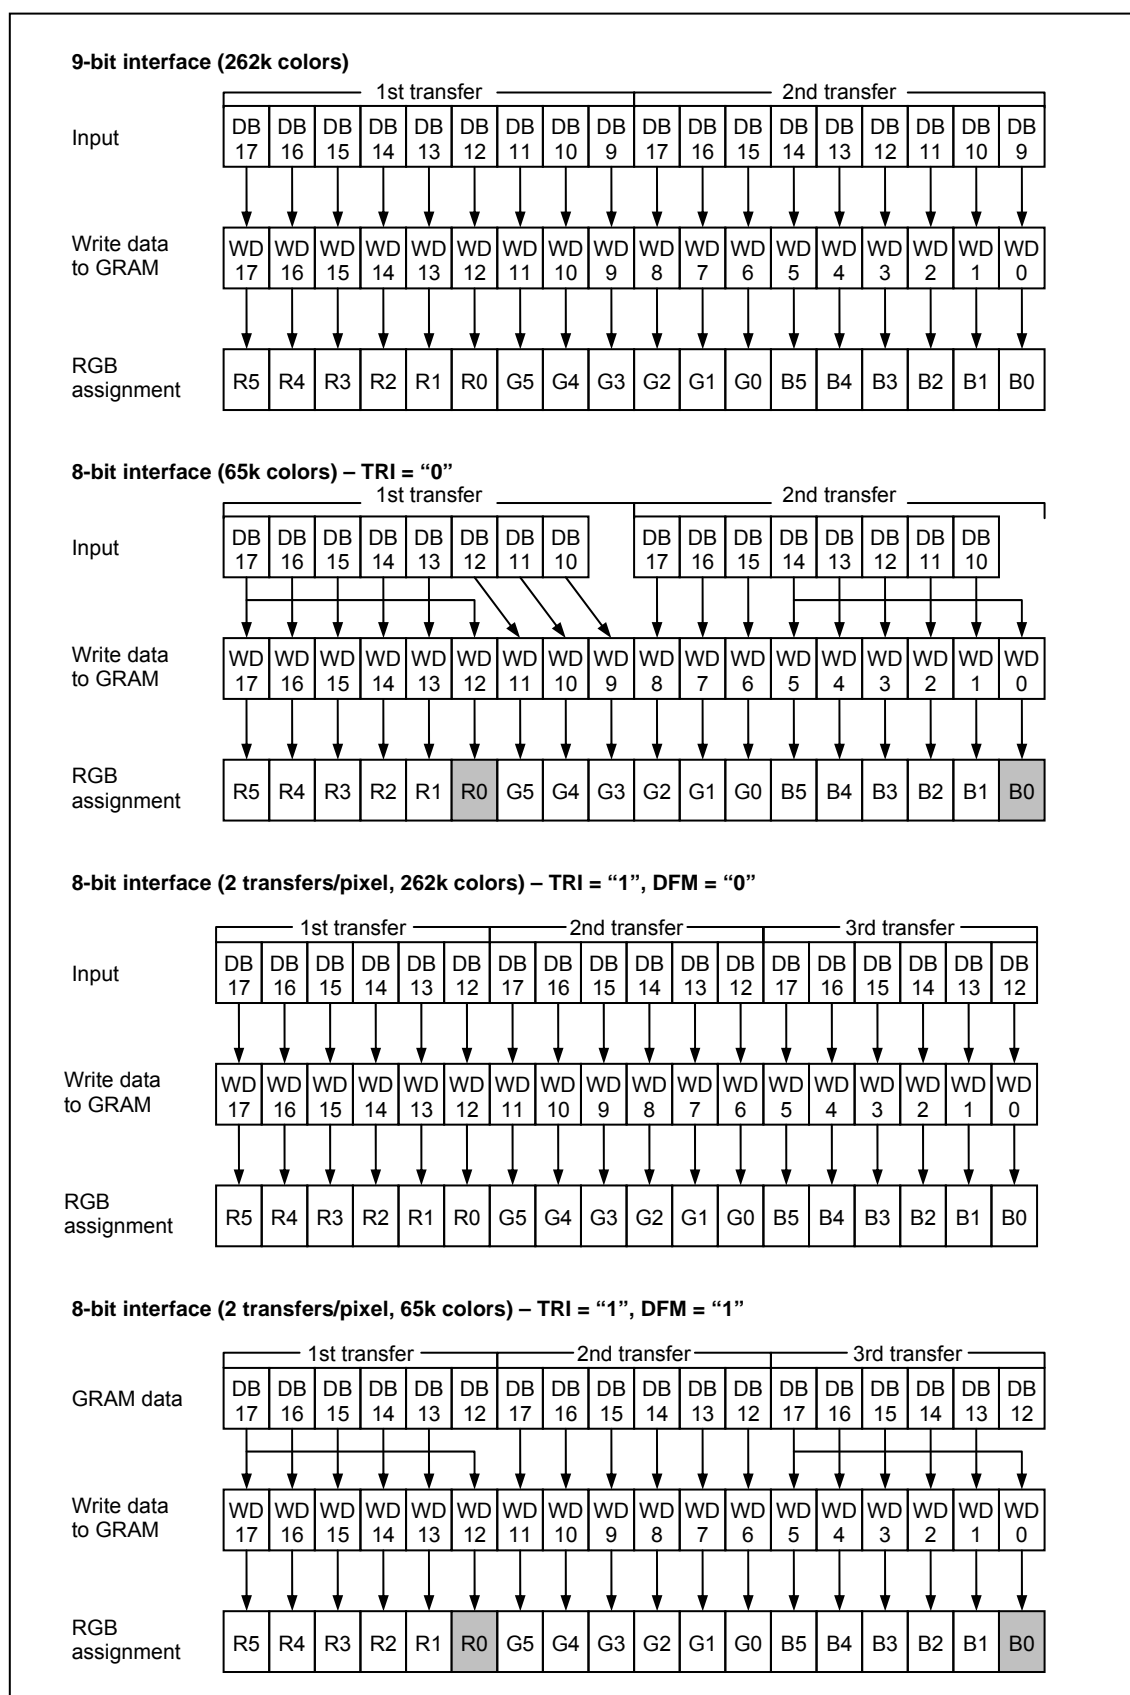 9-bit interface (262k colors)
1st transfer 2nd transfer
Input
DB DB DB DB DB DB DB DB DB DB DB DB DB DB DB DB DB DB
17 16 15 14 13 12 11 10 9 17 16 15 14 13 12 11 10 9
Write data
to GRAM
WD WD WD WD WD WD WD WD WD WD WD WD WD WD WD WD WD WD
17 16 15 14 13 12 11 10 9 8 7 6 5 4 3 2 1 0
RGB
assignment
R5 R4 R3 R2 R1 R0 G5 G4 G3 G2 G1 G0 B5 B4 B3 B2 B1 B0
8-bit interface (65k colors) – TRI = “0”
1st transfer 2nd transfer
Input
DB DB DB DB DB DB DB DB DB DB DB DB DB DB DB DB
17 16 15 14 13 12 11 10 17 16 15 14 13 12 11 10
Write data
to GRAM
WD WD WD WD WD WD WD WD WD WD WD WD WD WD WD WD WD WD
17 16 15 14 13 12 11 10 9 8 7 6 5 4 3 2 1 0
RGB
assignment
R5 R4 R3 R2 R1 R0 G5 G4 G3 G2 G1 G0 B5 B4 B3 B2 B1 B0
8-bit interface (2 transfers/pixel, 262k colors) – TRI = “1”, DFM = “0”
1st transfer 2nd transfer 3rd transfer
Input
DB DB DB DB DB DB DB DB DB DB DB DB DB DB DB DB DB DB
17 16 15 14 13 12 17 16 15 14 13 12 17 16 15 14 13 12
Write data
to GRAM
WD WD WD WD WD WD WD WD WD WD WD WD WD WD WD WD WD WD
17 16 15 14 13 12 11 10 9 8 7 6 5 4 3 2 1 0
RGB
assignment
R5 R4 R3 R2 R1 R0 G5 G4 G3 G2 G1 G0 B5 B4 B3 B2 B1 B0
8-bit interface (2 transfers/pixel, 65k colors) – TRI = “1”, DFM = “1”
1st transfer 2nd transfer 3rd transfer
GRAM data
DB DB DB DB DB DB DB DB DB DB DB DB DB DB DB DB DB DB
17 16 15 14 13 12 17 16 15 14 13 12 17 16 15 14 13 12
Write data
to GRAM
WD WD WD WD WD WD WD WD WD WD WD WD WD WD WD WD WD WD
17 16 15 14 13 12 11 10 9 8 7 6 5 4 3 2 1 0
RGB
assignment
R5 R4 R3 R2 R1 R0 G5 G4 G3 G2 G1 G0 B5 B4 B3 B2 B1 B0